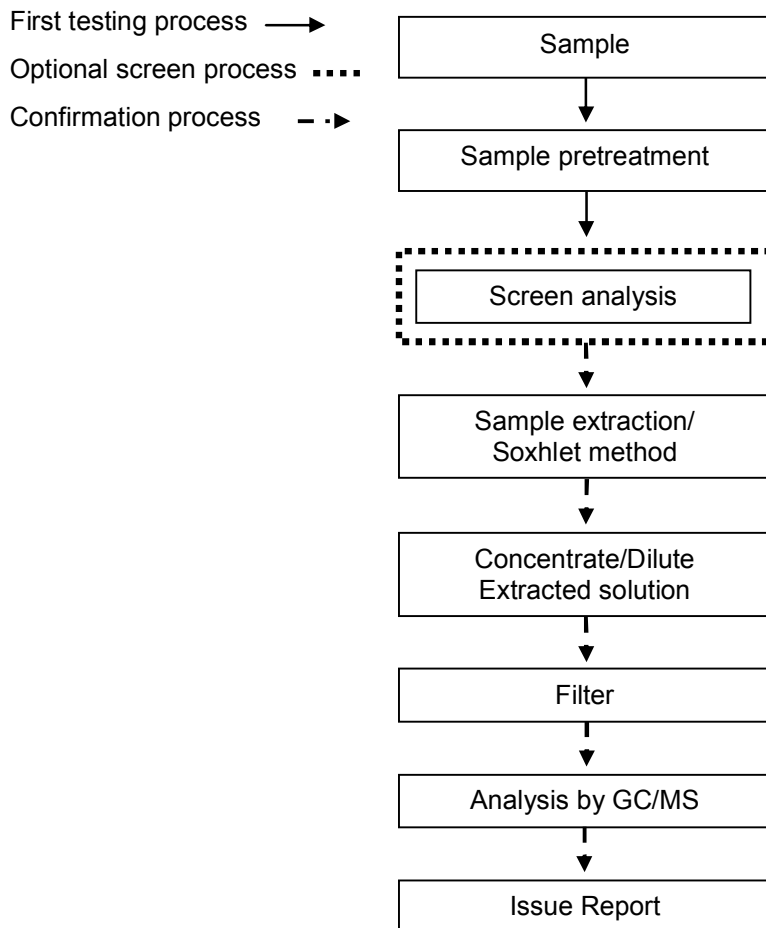 First testing process
Optional screen process
Confirmation process
Sample
Sample pretreatment
Screen analysis
Sample extraction/
Soxhlet method
Concentrate/Dilute
Extracted solution
Filter
Analysis by GC/MS
Issue Report